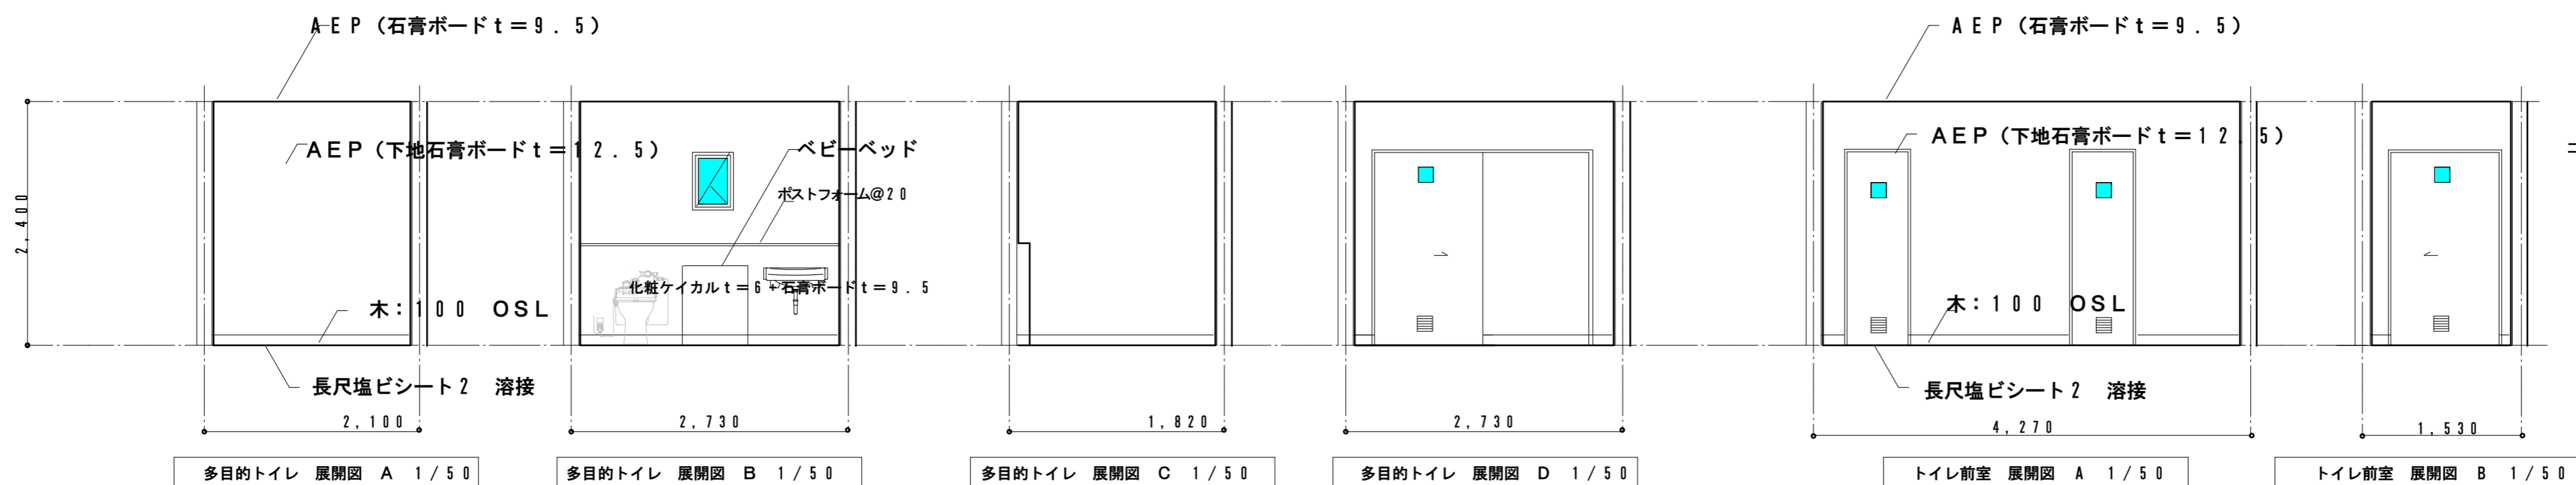 AEP（石膏ボードt＝9.5）
AEP（石膏ボードt＝9.5）
AEP（下地石膏ボードt＝12.5）
ベビーベッド
AEP（下地石膏ボードt＝12.5）
ポストフォーム@20
2,400
化粧ケイカルt＝6＋石膏ボードt＝9.5
木：100　OSL
木：100　OSL
長尺塩ビシート2　溶接
長尺塩ビシート2　溶接
2,100
2,730
1,820
2,730
4,270
1,530
多目的トイレ　展開図　A　1/50
多目的トイレ　展開図　B　1/50
多目的トイレ　展開図　C　1/50
多目的トイレ　展開図　D　1/50
トイレ前室　展開図　A　1/50
トイレ前室　展開図　B　1/50